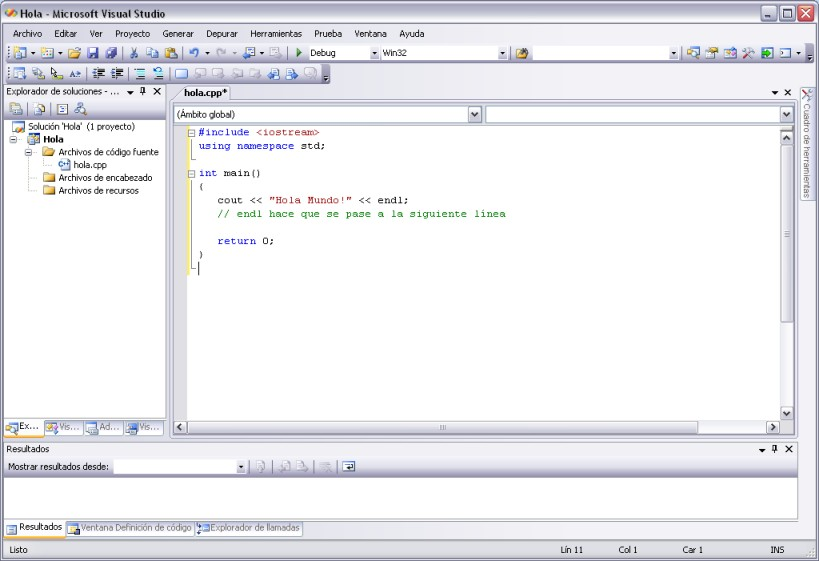 Hola - Microsoft Visual Studio
Archivo Editar Ver Proyecto Generar Depurar Herramientas Prueba Ventana Ayuda
Debug Win32
Explorador de soluciones - ...
hola.cpp*
(Ámbito global)
Solución 'Hola' (1 proyecto)
Hola
Archivos de código fuente
hola.cpp
Archivos de encabezado
Archivos de recursos
#include <iostream>
using namespace std;
int main()
{
cout << "Hola Mundo!" << endl;
// endl hace que se pase a la siguiente línea
return 0;
}
Cuadro de herramientas
Ex... Vis... Ad... Vis...
Resultados
Mostrar resultados desde:
Resultados Ventana Definición de código Explorador de llamadas
Listo Lín 11 Col 1 Car 1 INS